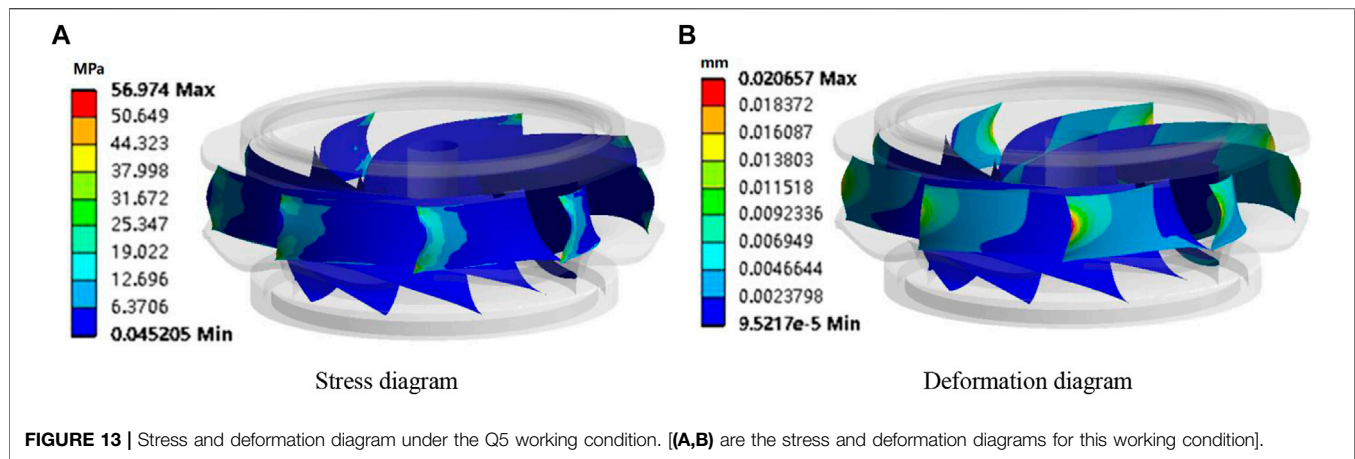 A
MPa
56.974 Max
50.649
44.323
37.998
31.672
25.347
19.022
12.696
6.3706
0.045205 Min
Stress diagram
B
mm
0.020657 Max
0.018372
0.016087
0.013803
0.011518
0.0092336
0.006949
0.0046644
0.0023798
9.5217e-5 Min
Deformation diagram
FIGURE 13 | Stress and deformation diagram under the Q5 working condition. [(A,B) are the stress and deformation diagrams for this working condition].